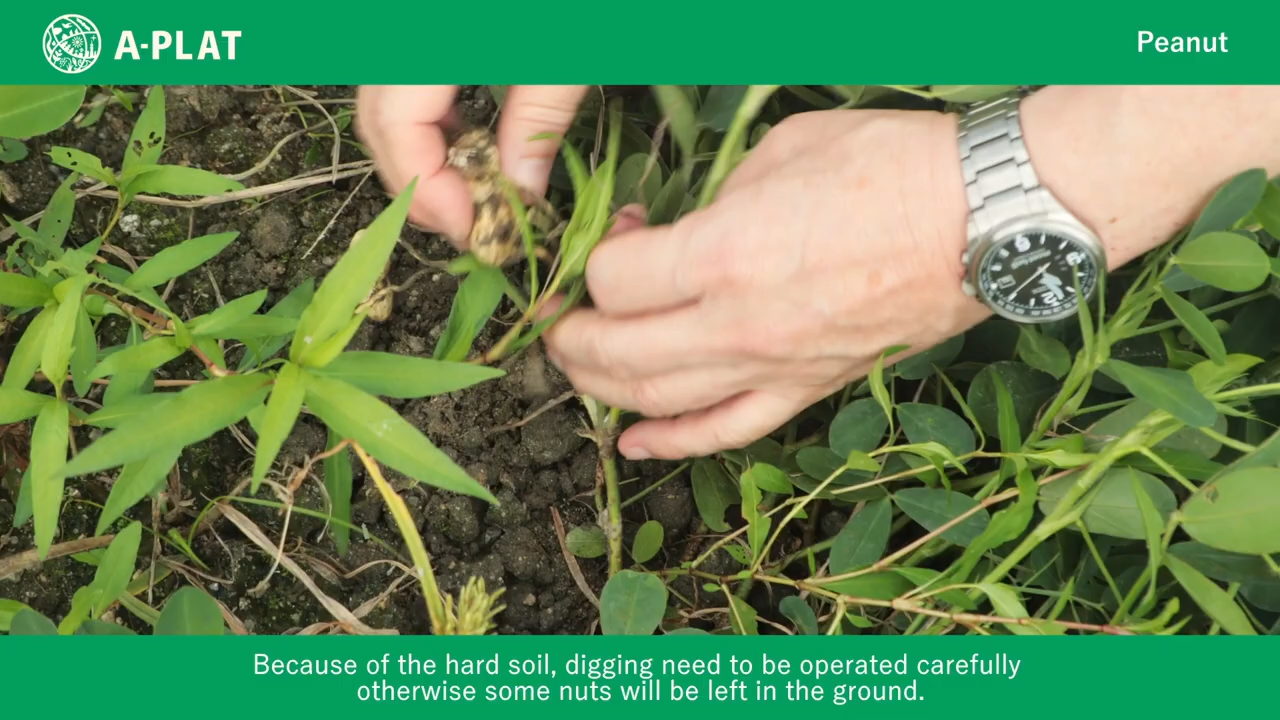 A-PLAT
Peanut
Because of the hard soil, digging need to be operated carefully
otherwise some nuts will be left in the ground.